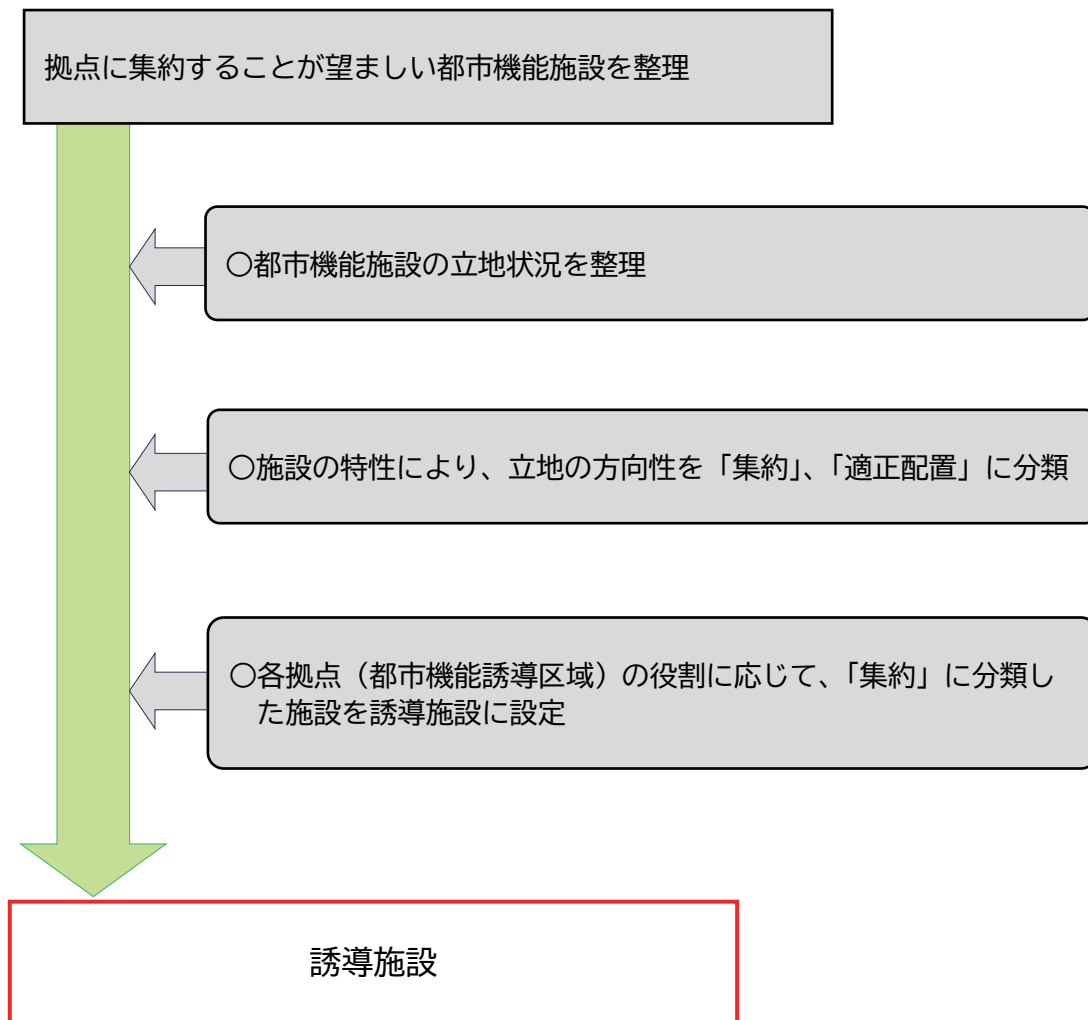 拠点に集約することが望ましい都市機能施設を整理
○都市機能施設の立地状況を整理
○施設の特性により、立地の方向性を「集約」、「適正配置」に分類
○各拠点（都市機能誘導区域）の役割に応じて、「集約」に分類し
た施設を誘導施設に設定
誘導施設